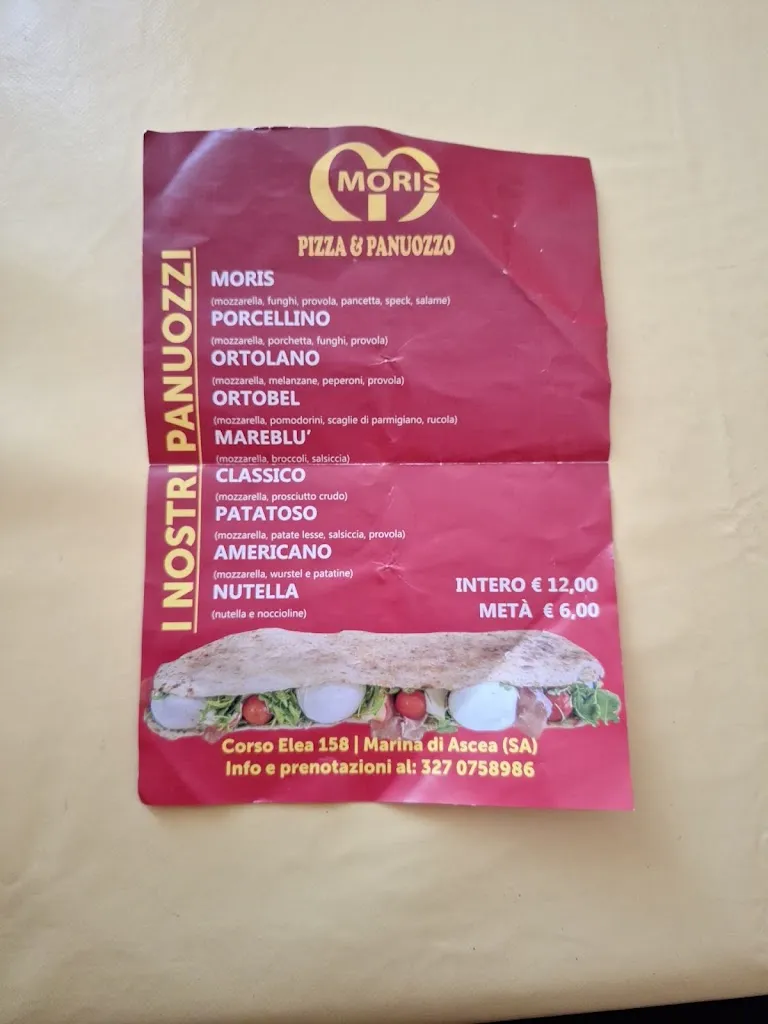 MORIS
PIZZA & PANUOZZO
I NOSTRI PANUOZZI
MORIS
(mozzarella, funghi, provola, pancetta, speck, salame)
PORCELLINO
(mozzarella, porchetta, funghi, provola)
ORTOLANO
(mozzarella, melanzane, peperoni, provola)
ORTOBEL
(mozzarella, pomodorini, scaglie di parmigiano, rucola)
MAREBLU'
(mozzarella, broccoli, salsiccia)
CLASSICO
(mozzarella, prosciutto crudo)
PATATOSO
(mozzarella, patate lesse, salsiccia, provola)
AMERICANO
(mozzarella, wurstel e patatine)
NUTELLA
(nutella e noccioline)
INTERO € 12,00
METÀ € 6,00
Corso Elea 158 | Marina di Ascea (SA)
Info e prenotazioni al: 327 0758986